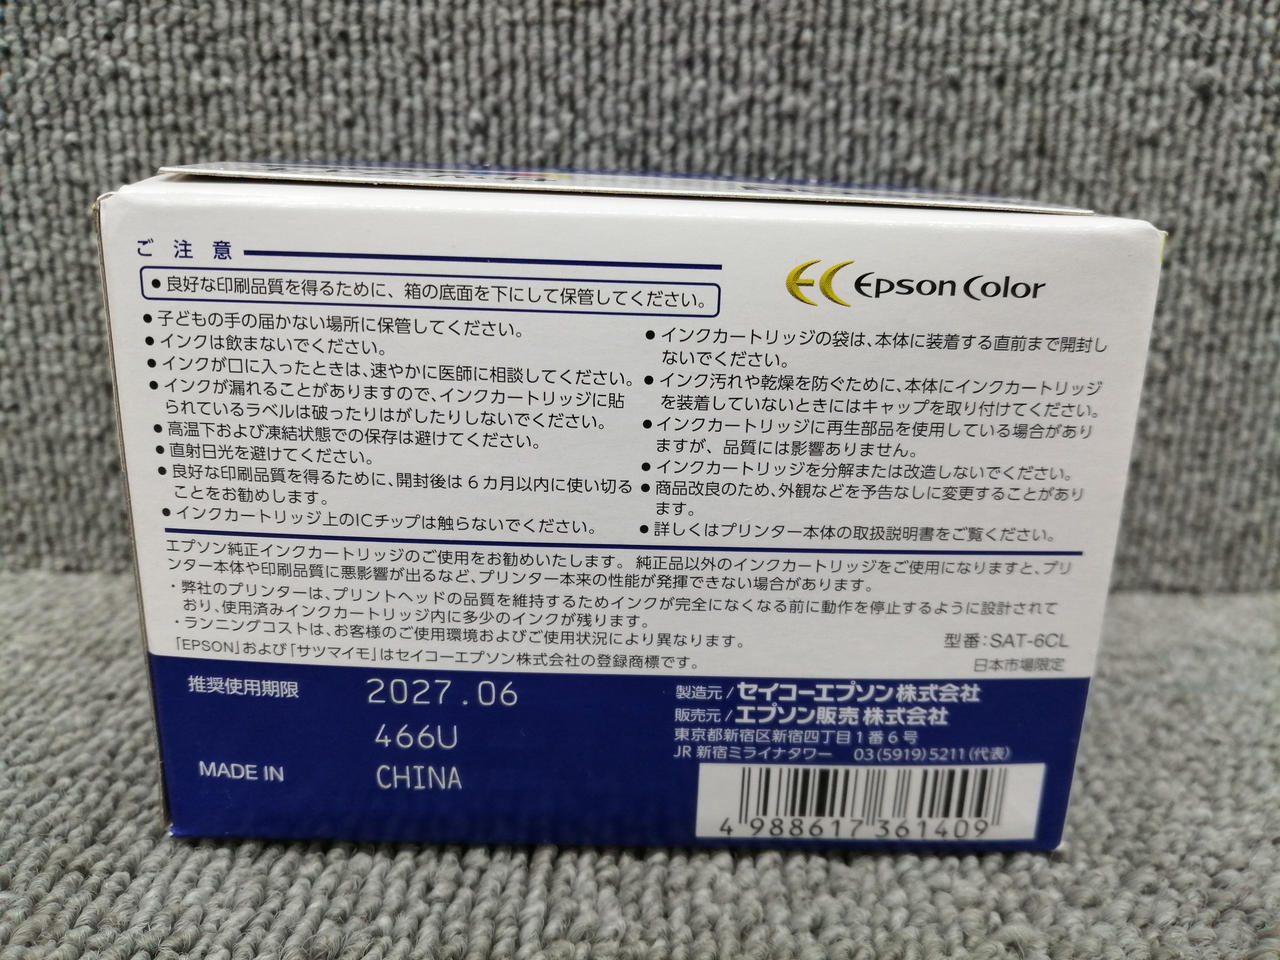 ご注意
●良好な印刷品質を得るために、箱の底面を下にして保管してください。
●子どもの手の届かない場所に保管してください。
●インクは飲まないでください。
●インクが口に入ったときは、速やかに医師に相談してください。
●インクが漏れることがありますので、インクカートリッジに貼
られているラベルは破ったりはがしたりしないでください。
●高温下および凍結状態での保存は避けてください。
●直射日光を避けてください。
●良好な印刷品質を得るために、開封後は6カ月以内に使い切る
ことをお勧めします。
●インクカートリッジ上のICチップは触らないでください。
Epson Color
●インクカートリッジの袋は、本体に装着する直前まで開封し
ないでください。
●インク汚れや乾燥を防ぐために、本体にインクカートリッジ
を装着していないときにはキャップを取り付けてください。
●インクカートリッジに再生部品を使用している場合があり
ますが、品質には影響ありません。
●インクカートリッジを分解または改造しないでください。
●商品改良のため、外観などを予告なしに変更することがあり
ます。
●詳しくはプリンター本体の取扱説明書をご覧ください。
エプソン純正インクカートリッジのご使用をお勧めいたします。純正品以外のインクカートリッジをご使用になりますと、プリ
ンター本体や印刷品質に悪影響が出るなど、プリンター本来の性能が発揮できない場合があります。
・弊社のプリンターは、プリントヘッドの品質を維持するためインクが完全になくなる前に動作を停止するように設計されて
おり、使用済みインクカートリッジ内に多少のインクが残ります。
・ランニングコストは、お客様のご使用環境およびご使用状況により異なります。
「EPSON」および「サツマイモ」はセイコーエプソン株式会社の登録商標です。
型番:SAT-6CL
日本市場限定
推奨使用期限 2027.06
466U
MADE IN CHINA
製造元/セイコーエプソン株式会社
販売元/エプソン販売 株式会社
東京都新宿区新宿四丁目1番6号
JR 新宿ミライナタワー 03(5919)5211(代表)
4 988617 361409